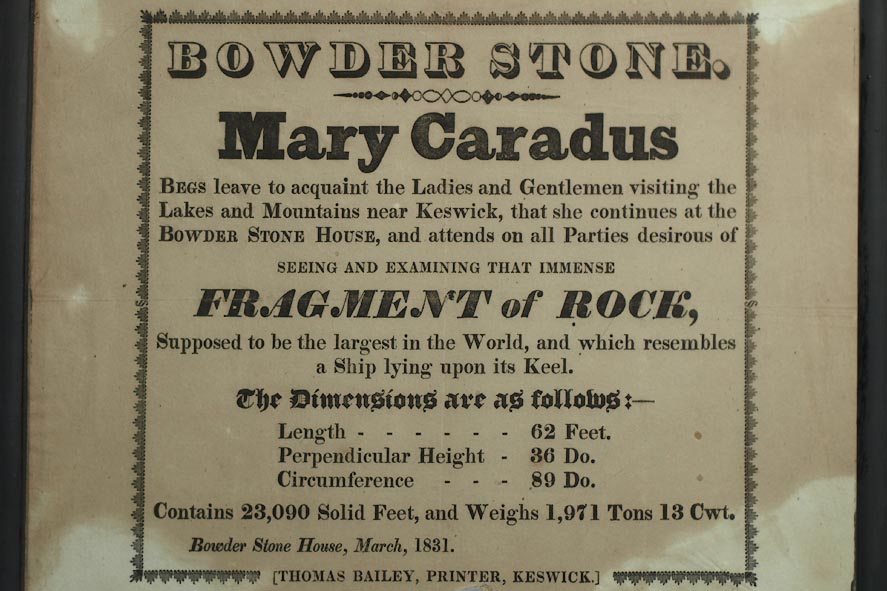 BOWDER STONE.
Mary Caradus
BEGS leave to acquaint the Ladies and Gentlemen visiting the
Lakes and Mountains near Keswick, that she continues at the
BOWDER STONE HOUSE, and attends on all Parties desirous of
SEEING AND EXAMINING THAT IMMENSE
FRAGMENT of ROCK,
Supposed to be the largest in the World, and which resembles
a Ship lying upon its Keel.
The Dimensions are as follows:—
Length - - - - - - 62 Feet.
Perpendicular Height - 36 Do.
Circumference - - - 89 Do.
Contains 23,090 Solid Feet, and Weighs 1,971 Tons 13 Cwt.
Bowder Stone House, March, 1831.
[THOMAS BAILEY, PRINTER, KESWICK.]